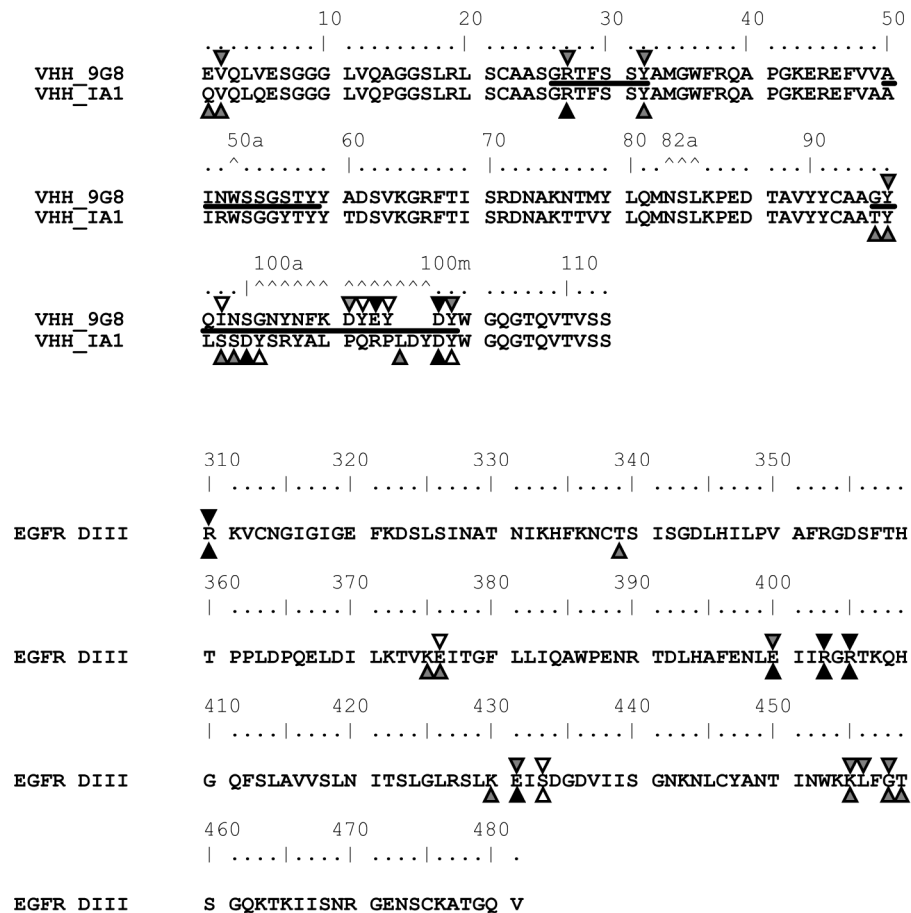 10 20 30 40 50
......... | ......... | ......... | ......... | ......... |
VHH_9G8 EVQLVESGGG LVQAGGSLRL SCAASGRTFS SYAMGWFRQA PGKEREFVVA
VHH_IA1 QVQLQESGGG LVQPGGSLRL SCAASGRTFS SYAMGWFRQA PGKEREFVAA
50a 60 70 80 82a 90
..^....... |......... |......... |..^^^..... ....|.....
VHH_9G8 INWSSGSTYY ADSVKGRFTI SRDNAKNTMY LQMNSLKPED TAVYYCAAGY
VHH_IA1 IRWSGGYTYY TDSVKGRFTI SRDNAKTTVY LQMNSLKPED TAVYYCAATY
100a 100m 110
...|^^^^^^ ^^^^^^^.. .......|...
VHH_9G8 QINSGNYNFK DYEY DYW GQGTQVTVSS
VHH_IA1 LSSDYSRYAL PQRPLDYDYW GQGTQVTVSS
310 320 330 340 350
| ....|....| ....|....| ....|....| ....|....| ....|....
EGFR DIII R KVCNGIGIGE FKDSLSINAT NIKHFKNCTS ISGDLHILPV AFRGDSFTH
360 370 380 390 400
| ....|....| ....|....| ....|....| ....|....| ....|....
EGFR DIII T PPLDPQELDI LKTVKEITGF LLIQAWPENR TDLHAFENLE IIRGRTKQH
410 420 430 440 450
| ....|....| ....|....| ....|....| ....|....| ....|....
EGFR DIII G QFSLAVVSLN ITSLGLRSLK EISDGDVIIS GNKNLCYANT INWKKLFGT
460 470 480
| ....|....| ....|....| ..
EGFR DIII S GQKTKIISNR GENSCKATGQ V